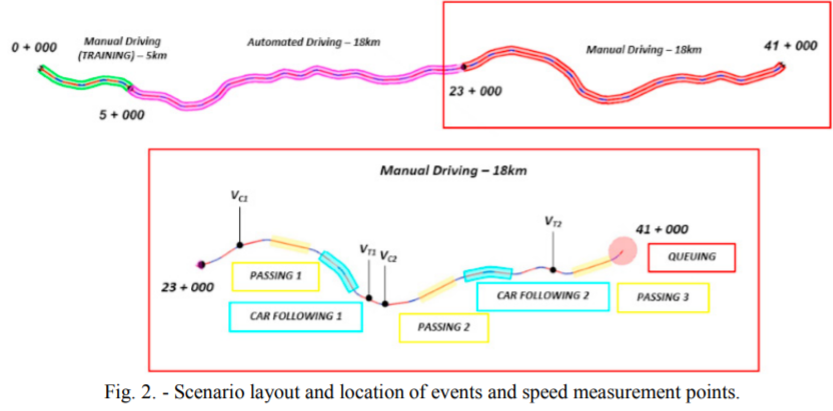 0 + 000
Manual Driving
(TRAINING) – 5km
5 + 000
Automated Driving – 18km
23 + 000
Manual Driving – 18km
41 + 000
Manual Driving – 18km
23 + 000
VC1
PASSING 1
CAR FOLLOWING 1
VT1 VC2
PASSING 2
CAR FOLLOWING 2
VT2
PASSING 3
41 + 000
QUEUING
Fig. 2. - Scenario layout and location of events and speed measurement points.